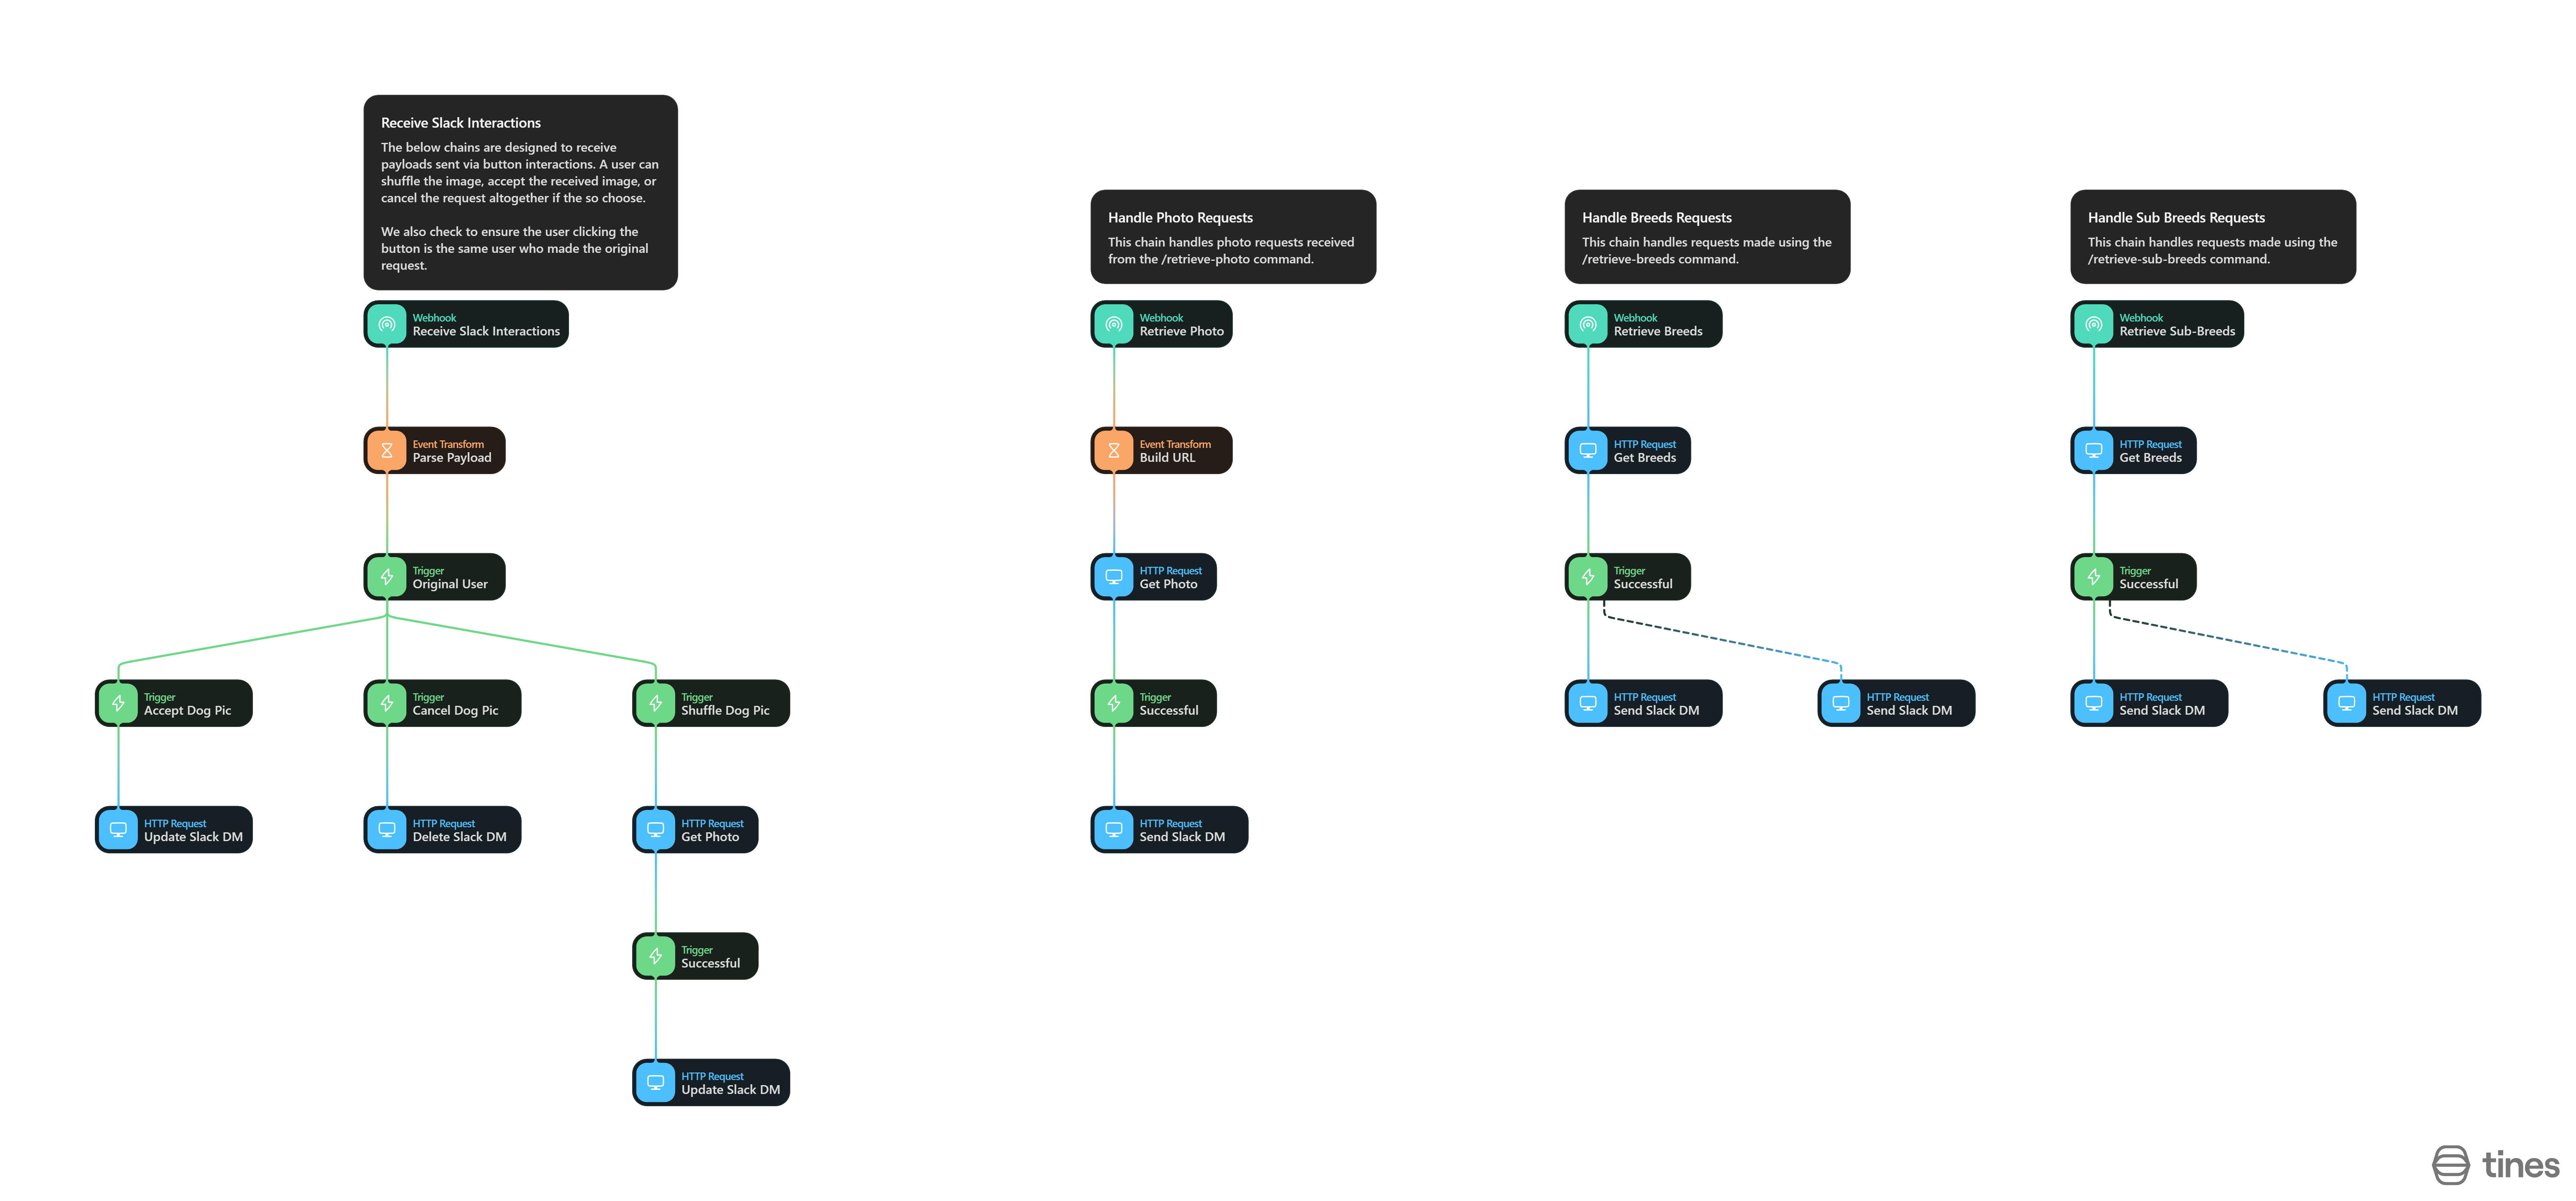 Receive Slack Interactions
The below chains are designed to receive
payloads sent via button interactions. A user can
shuffle the image, accept the received image, or
cancel the request altogether if the so choose.
We also check to ensure the user clicking the
button is the same user who made the original
request.
Webhook
Receive Slack Interactions
Event Transform
Parse Payload
Trigger
Original User
Trigger
Accept Dog Pic
Trigger
Cancel Dog Pic
Trigger
Shuffle Dog Pic
HTTP Request
Update Slack DM
HTTP Request
Delete Slack DM
HTTP Request
Get Photo
Trigger
Successful
HTTP Request
Update Slack DM
Handle Photo Requests
This chain handles photo requests received
from the /retrieve-photo command.
Webhook
Retrieve Photo
Event Transform
Build URL
HTTP Request
Get Photo
Trigger
Successful
HTTP Request
Send Slack DM
Handle Breeds Requests
This chain handles requests made using the
/retrieve-breeds command.
Webhook
Retrieve Breeds
HTTP Request
Get Breeds
Trigger
Successful
HTTP Request
Send Slack DM
HTTP Request
Send Slack DM
Handle Sub Breeds Requests
This chain handles requests made using the
/retrieve-sub-breeds command.
Webhook
Retrieve Sub-Breeds
HTTP Request
Get Breeds
Trigger
Successful
HTTP Request
Send Slack DM
HTTP Request
Send Slack DM
tines